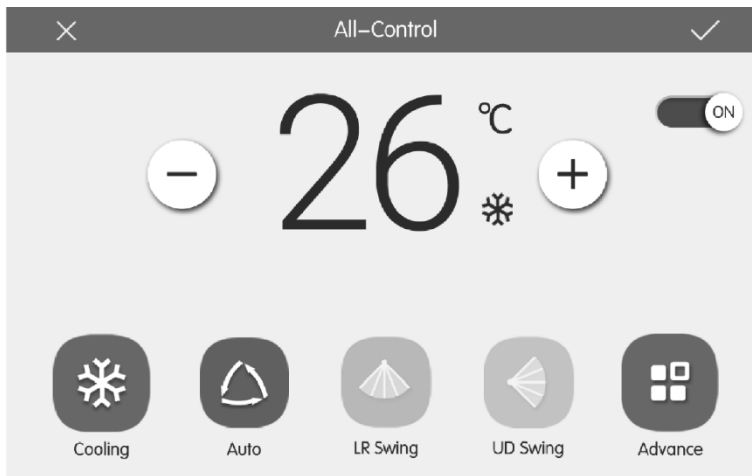 All-Control
26 °C
ON
Cooling
Auto
LR Swing
UD Swing
Advance